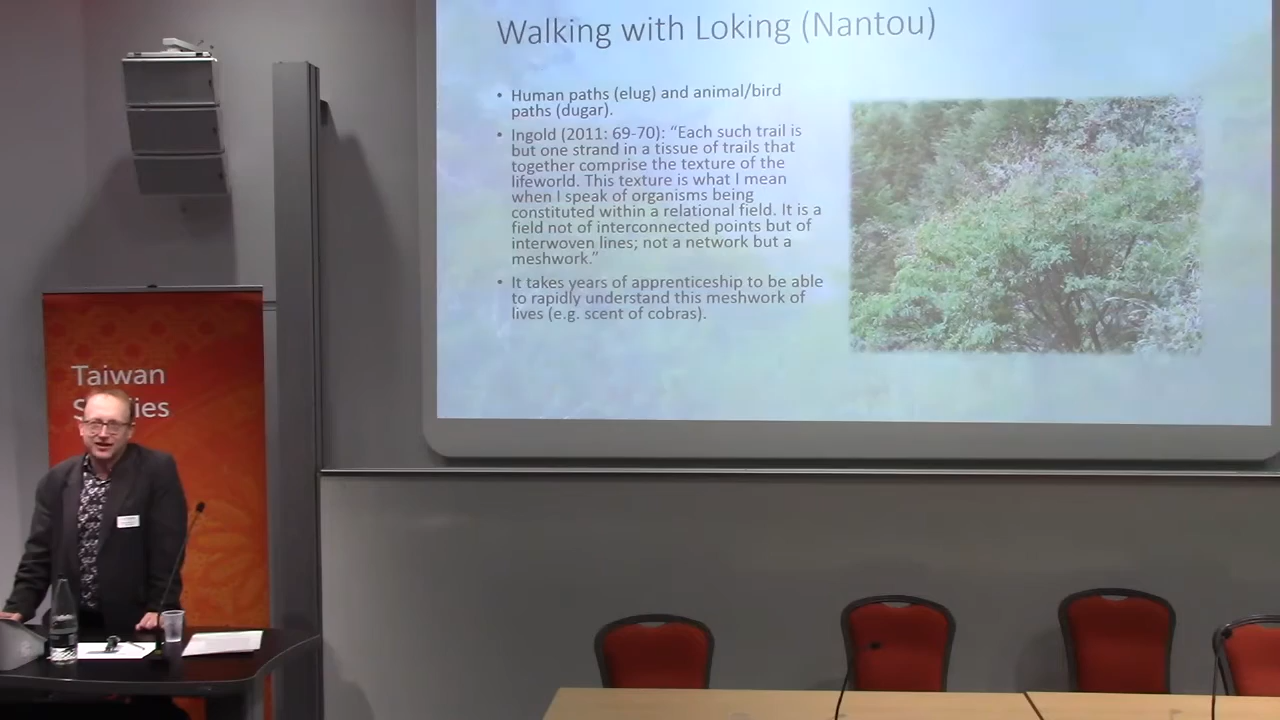 Walking with Loking (Nantou)
• Human paths (elug) and animal/bird
paths (dugar).
• Ingold (2011: 69-70): “Each such trail is
but one strand in a tissue of trails that
together comprise the texture of the
lifeworld. This texture is what I mean
when I speak of organisms being
constituted within a relational field. It is a
field not of interconnected points but of
interwoven lines; not a network but a
meshwork.”
• It takes years of apprenticeship to be able
to rapidly understand this meshwork of
lives (e.g. scent of cobras).
Taiwan